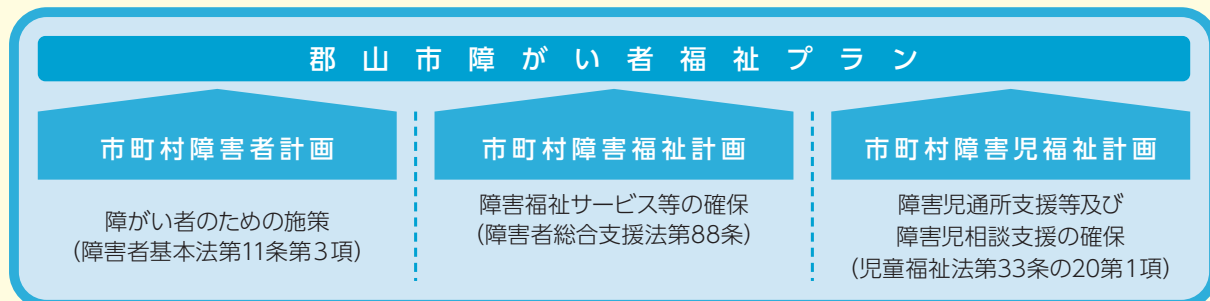 郡山市障がい者福祉プラン
市町村障害者計画
障がい者のための施策
(障害者基本法第11条第3項)
市町村障害福祉計画
障害福祉サービス等の確保
(障害者総合支援法第88条)
市町村障害児福祉計画
障害児通所支援等及び
障害児相談支援の確保
(児童福祉法第33条の20第1項)